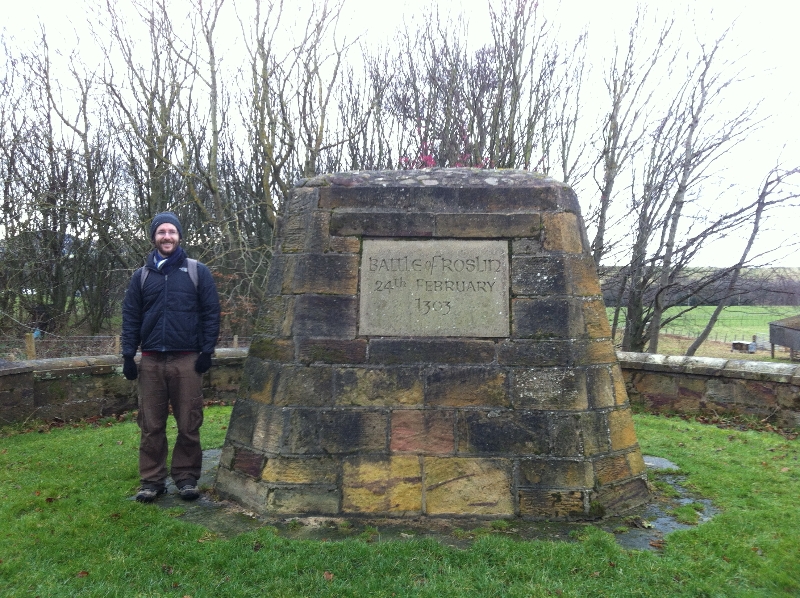 BATTLE of ROSLIN
24th FEBRUARY
1303